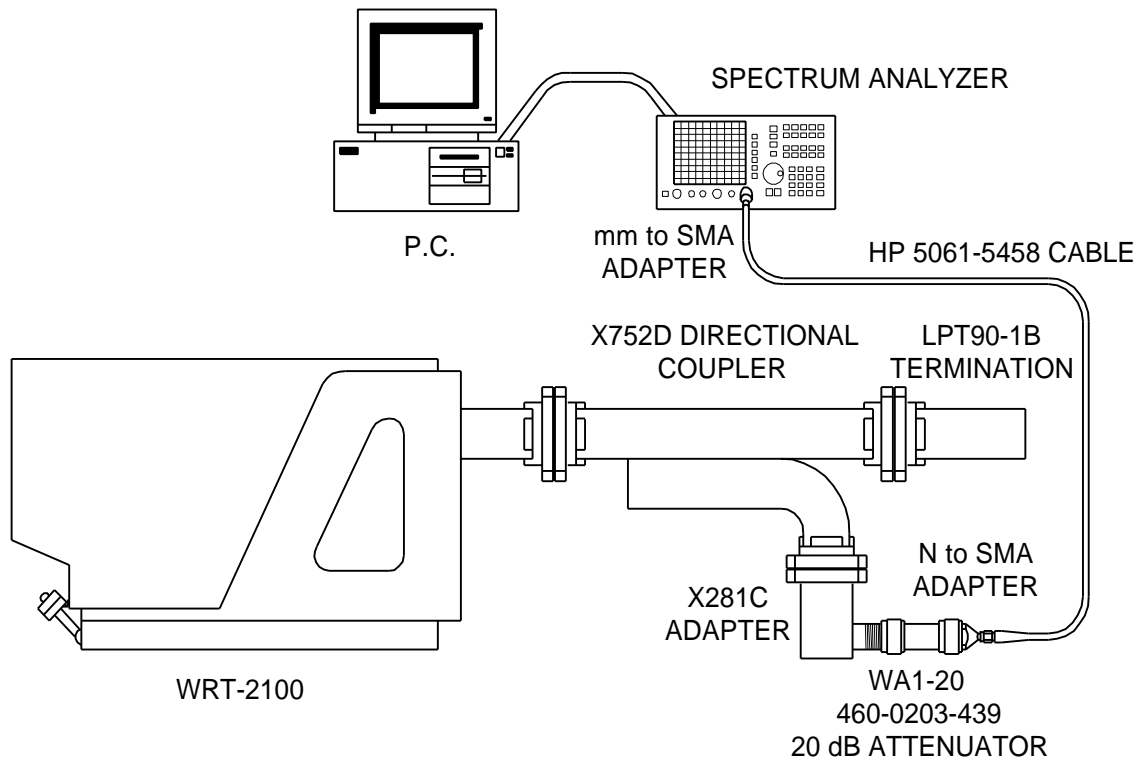 SPECTRUM ANALYZER
P.C.
mm to SMA
ADAPTER
HP 5061-5458 CABLE
X752D DIRECTIONAL
COUPLER
LPT90-1B
TERMINATION
N to SMA
ADAPTER
X281C
ADAPTER
WRT-2100
WA1-20
460-0203-439
20 dB ATTENUATOR